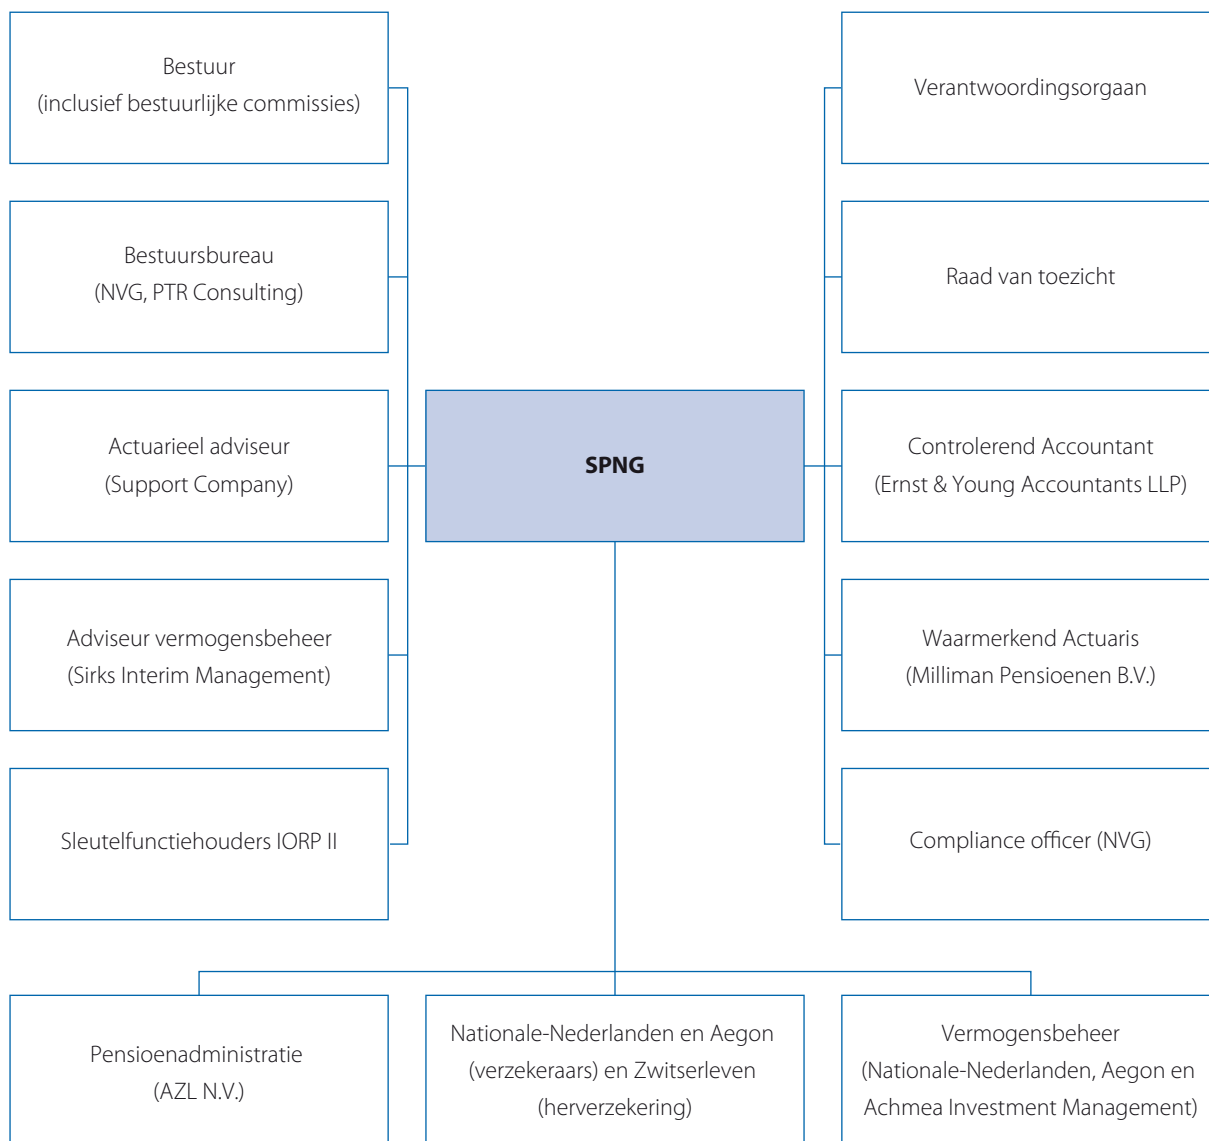 Bestuur
(inclusief bestuurlijke commissies)
Verantwoordingsorgaan
Bestuursbureau
(NVG, PTR Consulting)
Raad van toezicht
Actuarieel adviseur
(Support Company)
SPNG
Controlerend Accountant
(Ernst & Young Accountants LLP)
Adviseur vermogensbeheer
(Sirks Interim Management)
Waarmerkend Actuaris
(Milliman Pensioenen B.V.)
Sleutelfunctiehouders IORP II
Compliance officer (NVG)
Pensioenadministratie
(AZL N.V.)
Nationale-Nederlanden en Aegon
(verzekeraars) en Zwitserleven
(herverzekering)
Vermogensbeheer
(Nationale-Nederlanden, Aegon en
Achmea Investment Management)